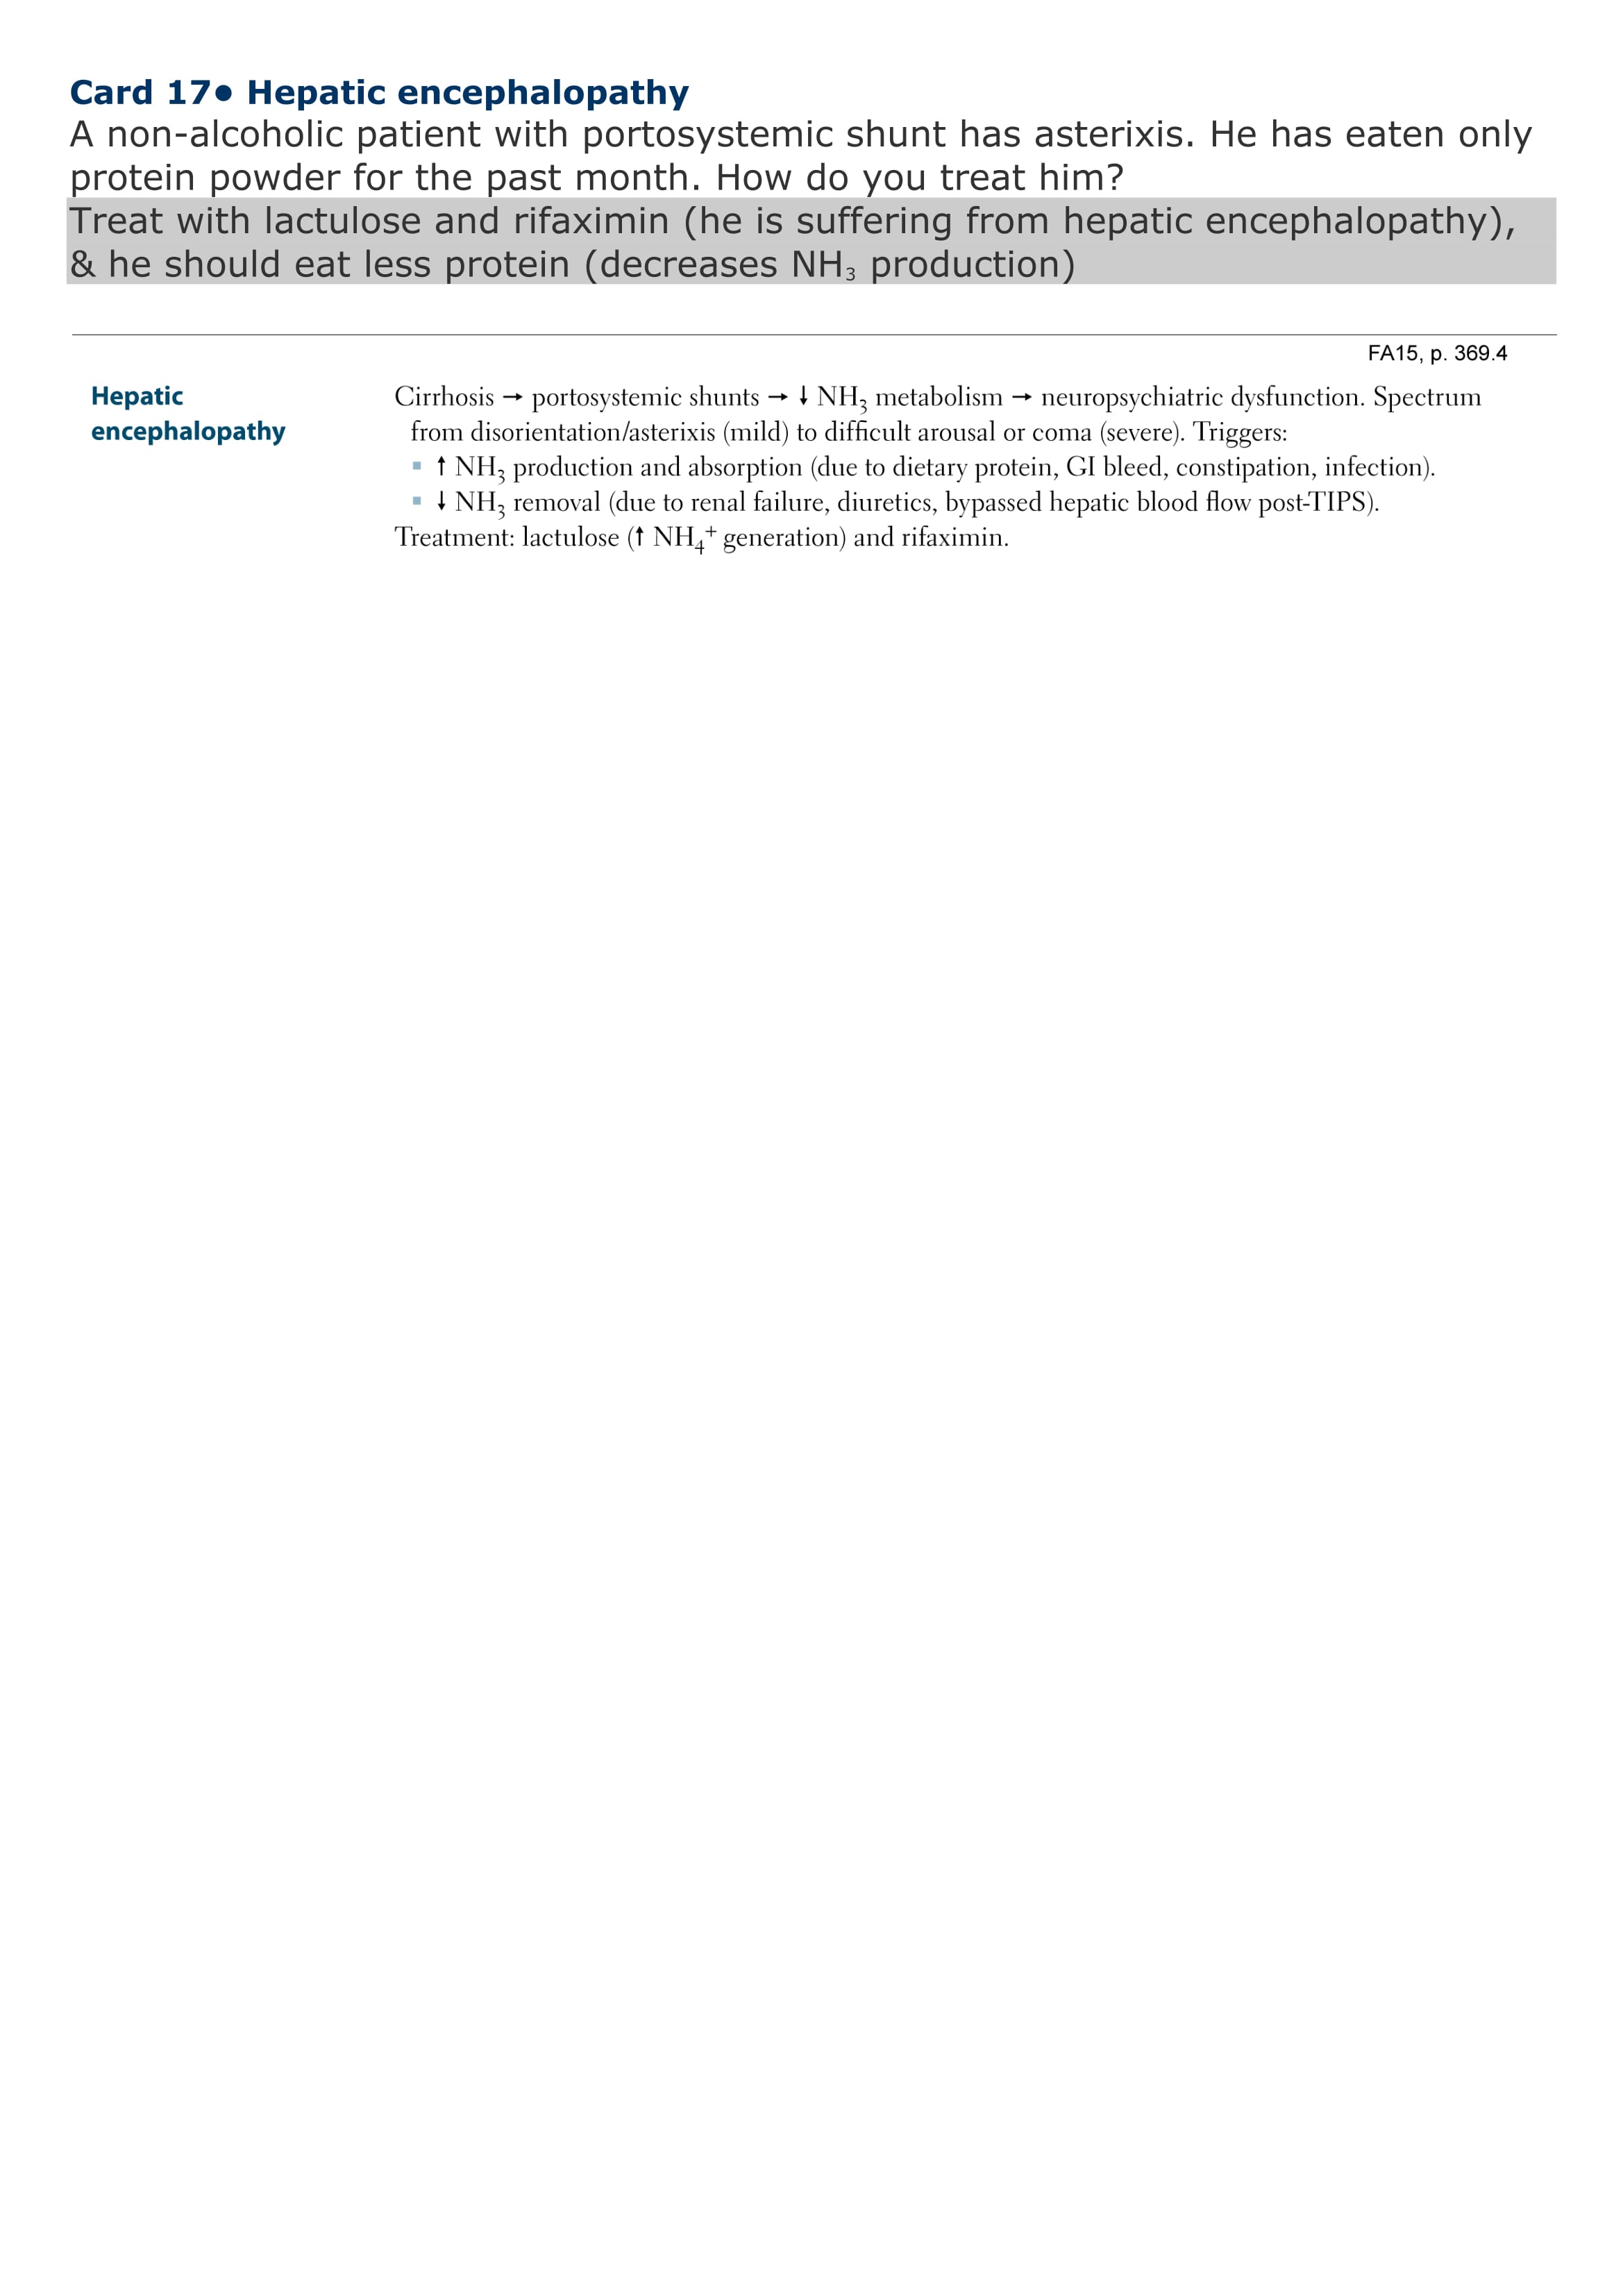 Card 17● Hepatic encephalopathy
A non-alcoholic patient with portosystemic shunt has asterixis. He has eaten only
protein powder for the past month. How do you treat him?
Treat with lactulose and rifaximin (he is suffering from hepatic encephalopathy),
& he should eat less protein (decreases NH₃ production)
FA15, p. 369.4
Hepatic
encephalopathy
Cirrhosis → portosystemic shunts → ↓ NH₃ metabolism → neuropsychiatric dysfunction. Spectrum
from disorientation/asterixis (mild) to difficult arousal or coma (severe). Triggers:
▪ ↑ NH₃ production and absorption (due to dietary protein, GI bleed, constipation, infection).
▪ ↓ NH₃ removal (due to renal failure, diuretics, bypassed hepatic blood flow post-TIPS).
Treatment: lactulose (↑ NH₄⁺ generation) and rifaximin.